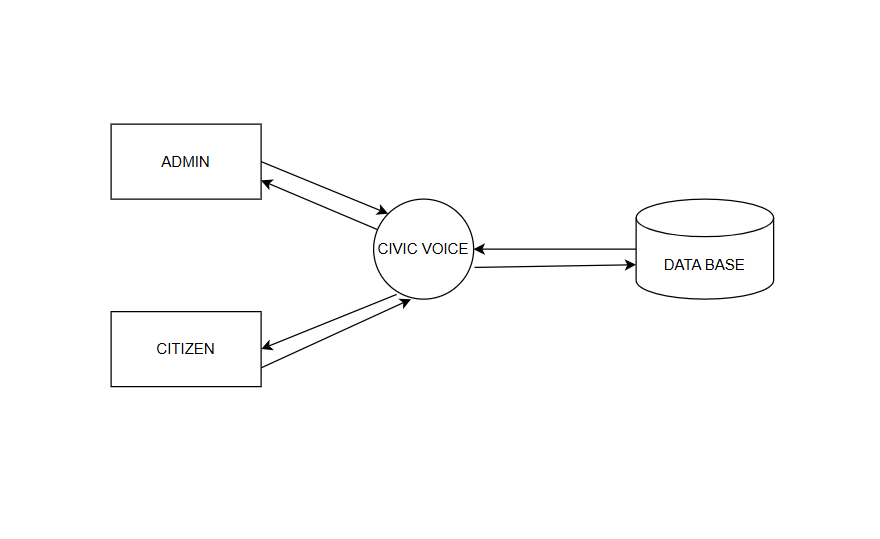 ADMIN
CIVIC VOICE
DATA BASE
CITIZEN